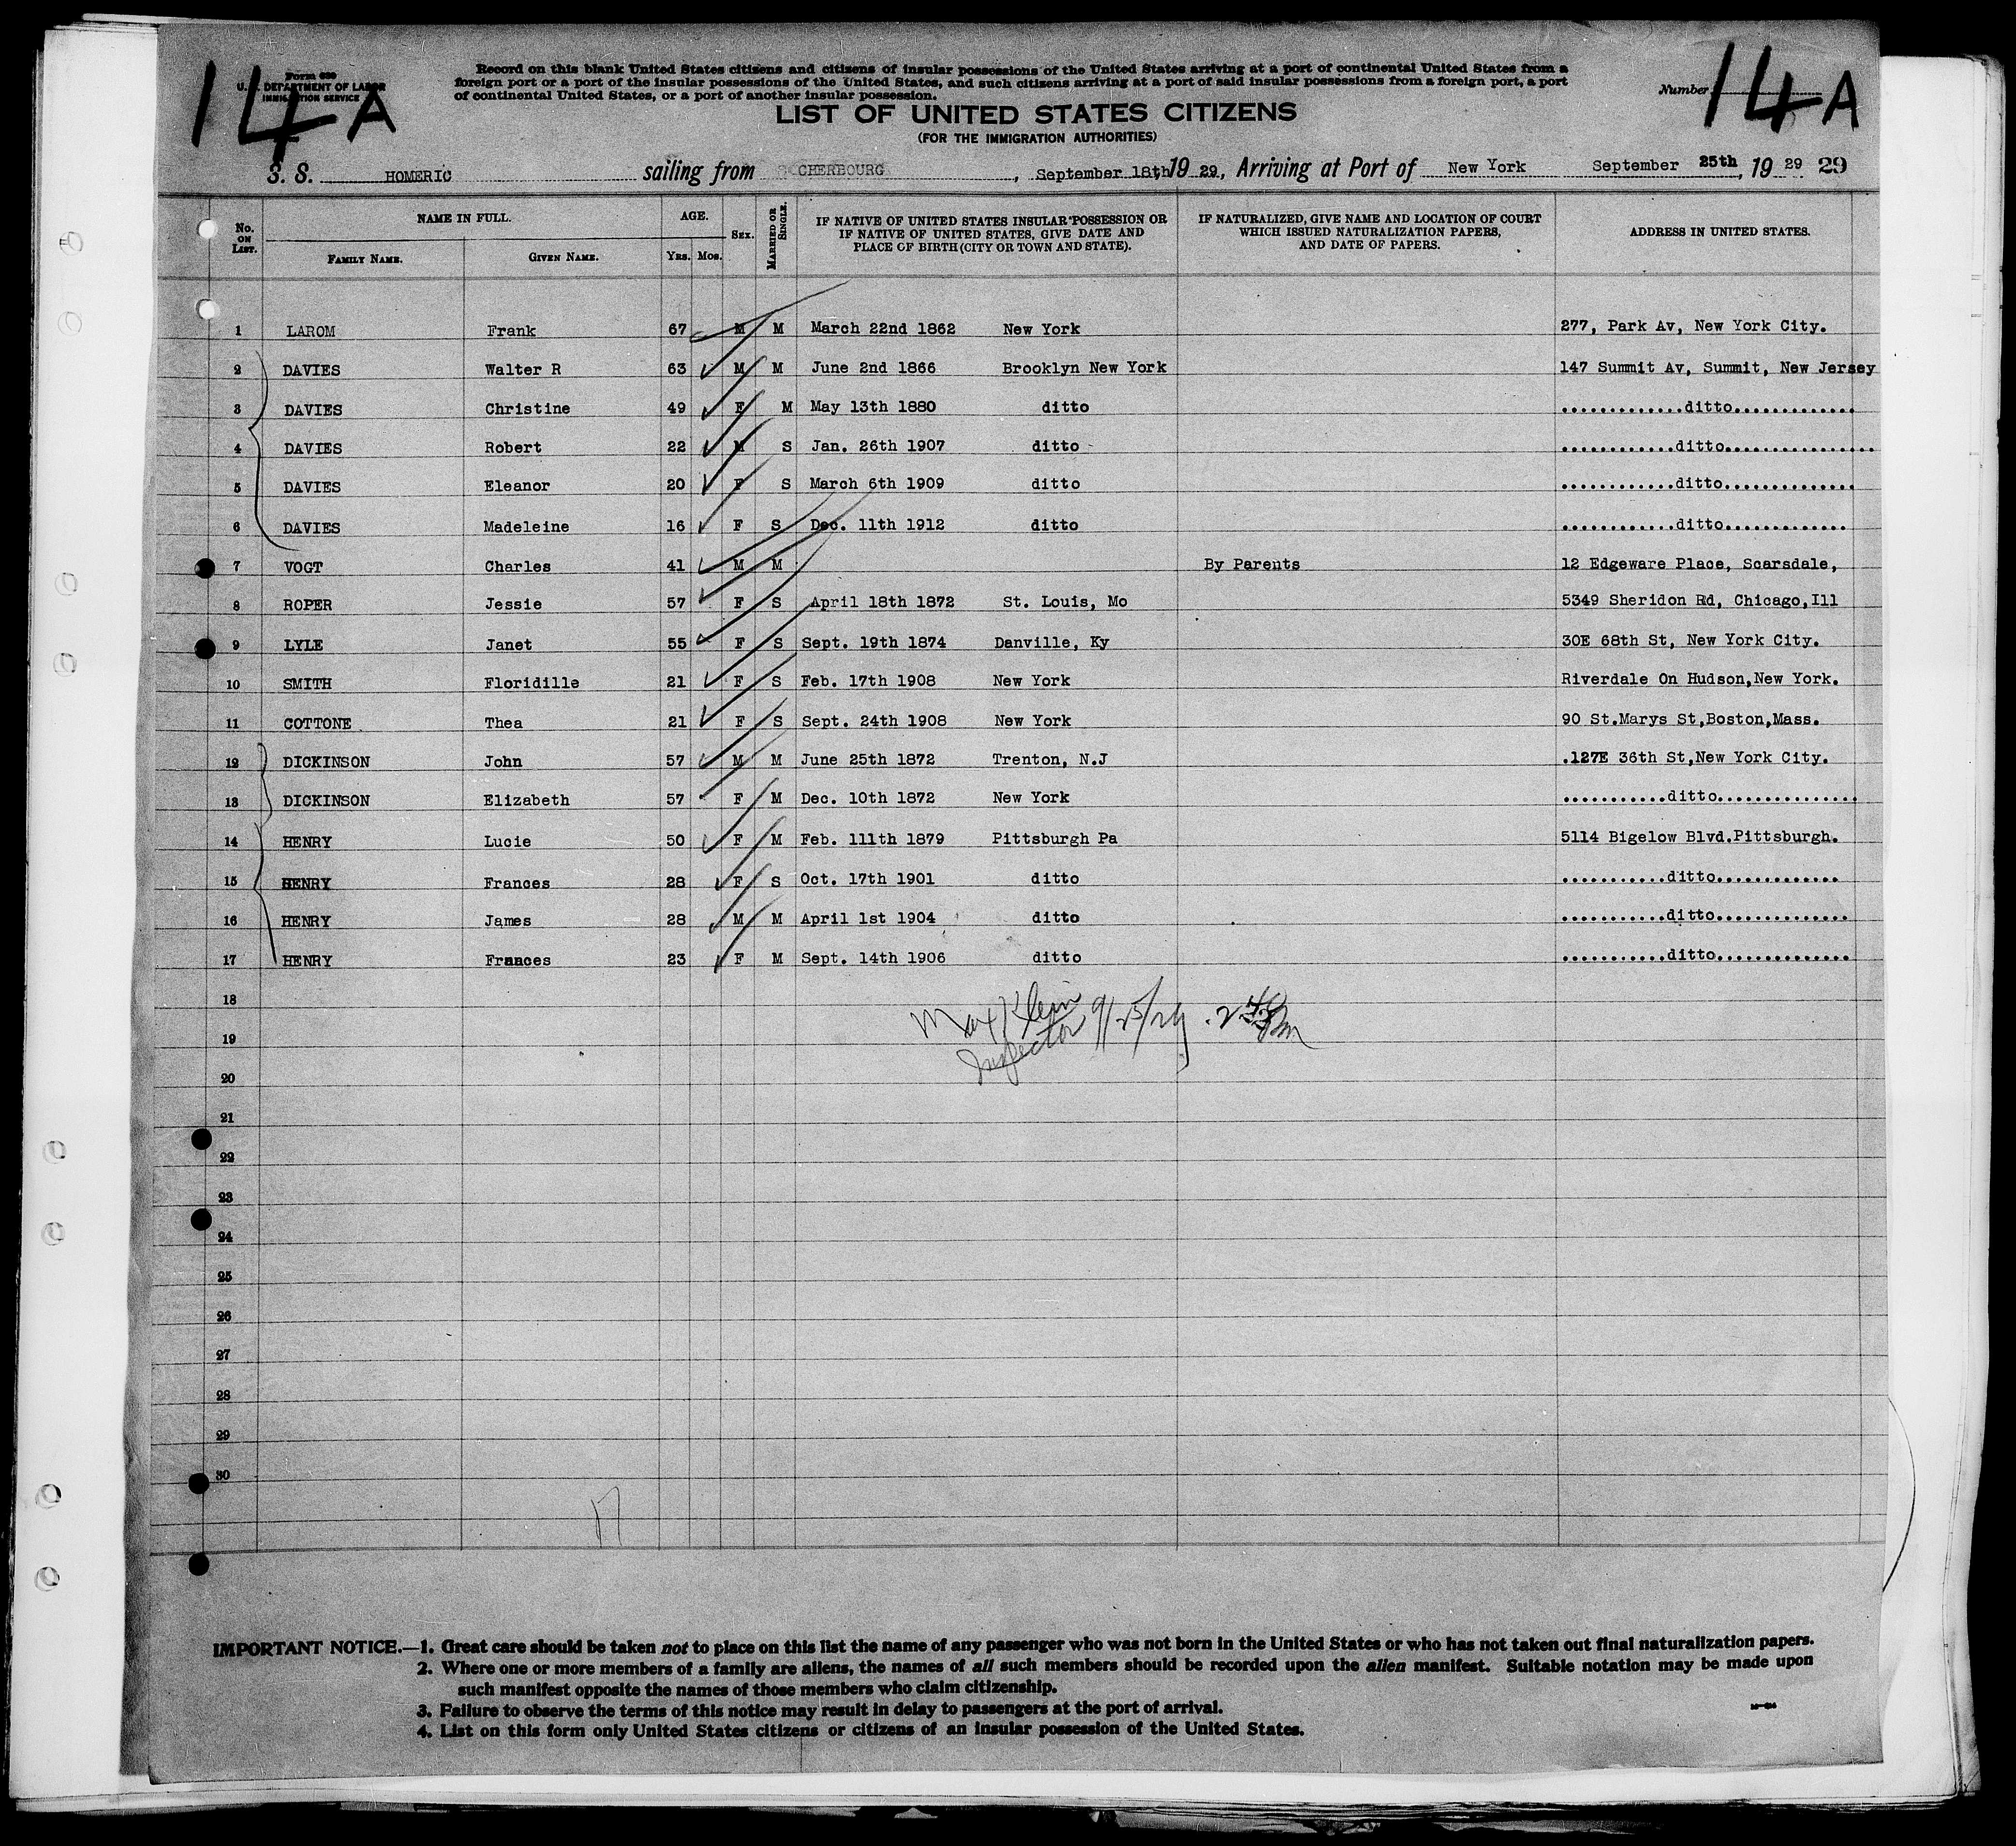 14 A
Form 630
U. S. DEPARTMENT OF LABOR
IMMIGRATION SERVICE
Record on this blank United States citizens and citizens of insular possessions of the United States arriving at a port of continental United States from a
foreign port or a port of the insular possessions of the United States, and such citizens arriving at a port of said insular possessions from a foreign port, a port
of continental United States, or a port of another insular possession.
Number 14 A
LIST OF UNITED STATES CITIZENS
(FOR THE IMMIGRATION AUTHORITIES)
S. S. HOMERIC sailing from CHERBOURG, September 18th 1929, Arriving at Port of New York September 25th, 1929 29
No. ON LIST. NAME IN FULL. FAMILY NAME. GIVEN NAME. AGE. YRS. MOS. SEX. MARRIED OR SINGLE. IF NATIVE OF UNITED STATES INSULAR POSSESSION OR IF NATIVE OF UNITED STATES, GIVE DATE AND PLACE OF BIRTH (CITY OR TOWN AND STATE). IF NATURALIZED, GIVE NAME AND LOCATION OF COURT WHICH ISSUED NATURALIZATION PAPERS, AND DATE OF PAPERS. ADDRESS IN UNITED STATES.
1 LAROM Frank 67 M M March 22nd 1862 New York 277, Park Av, New York City.
2 DAVIES Walter R 63 M M June 2nd 1866 Brooklyn New York 147 Summit Av, Summit, New Jersey
3 DAVIES Christine 49 F M May 13th 1880 ditto .............ditto.............
4 DAVIES Robert 22 M S Jan. 26th 1907 ditto ............ditto................
5 DAVIES Eleanor 20 F S March 6th 1909 ditto ............ditto..............
6 DAVIES Madeleine 16 F S Dec. 11th 1912 ditto ............ditto.............
7 VOGT Charles 41 M M By Parents 12 Edgeware Place, Scarsdale,
8 ROPER Jessie 57 F S April 18th 1872 St. Louis, Mo 5349 Sheridon Rd, Chicago,Ill
9 LYLE Janet 55 F S Sept. 19th 1874 Danville, Ky 30E 68th St, New York City.
10 SMITH Floridille 21 F S Feb. 17th 1908 New York Riverdale On Hudson,New York.
11 COTTONE Thea 21 F S Sept. 24th 1908 New York 90 St.Marys St,Boston,Mass.
12 DICKINSON John 57 M M June 25th 1872 Trenton, N.J .127E 36th St,New York City.
13 DICKINSON Elizabeth 57 F M Dec. 10th 1872 New York ...........ditto...............
14 HENRY Lucie 50 F M Feb. 111th 1879 Pittsburgh Pa 5114 Bigelow Blvd.Pittsburgh.
15 HENRY Frances 28 F S Oct. 17th 1901 ditto ...........ditto.............
16 HENRY James 28 M M April 1st 1904 ditto ...........ditto..............
17 HENRY Frances 23 F M Sept. 14th 1906 ditto ...........ditto..............
18
Max Klein 9/25/29
19
Inspector
20
21
22
23
24
25
26
27
28
29
30
17
IMPORTANT NOTICE.—1. Great care should be taken not to place on this list the name of any passenger who was not born in the United States or who has not taken out final naturalization papers.
2. Where one or more members of a family are aliens, the names of all such members should be recorded upon the alien manifest. Suitable notation may be made upon
such manifest opposite the names of those members who claim citizenship.
3. Failure to observe the terms of this notice may result in delay to passengers at the port of arrival.
4. List on this form only United States citizens or citizens of an insular possession of the United States.